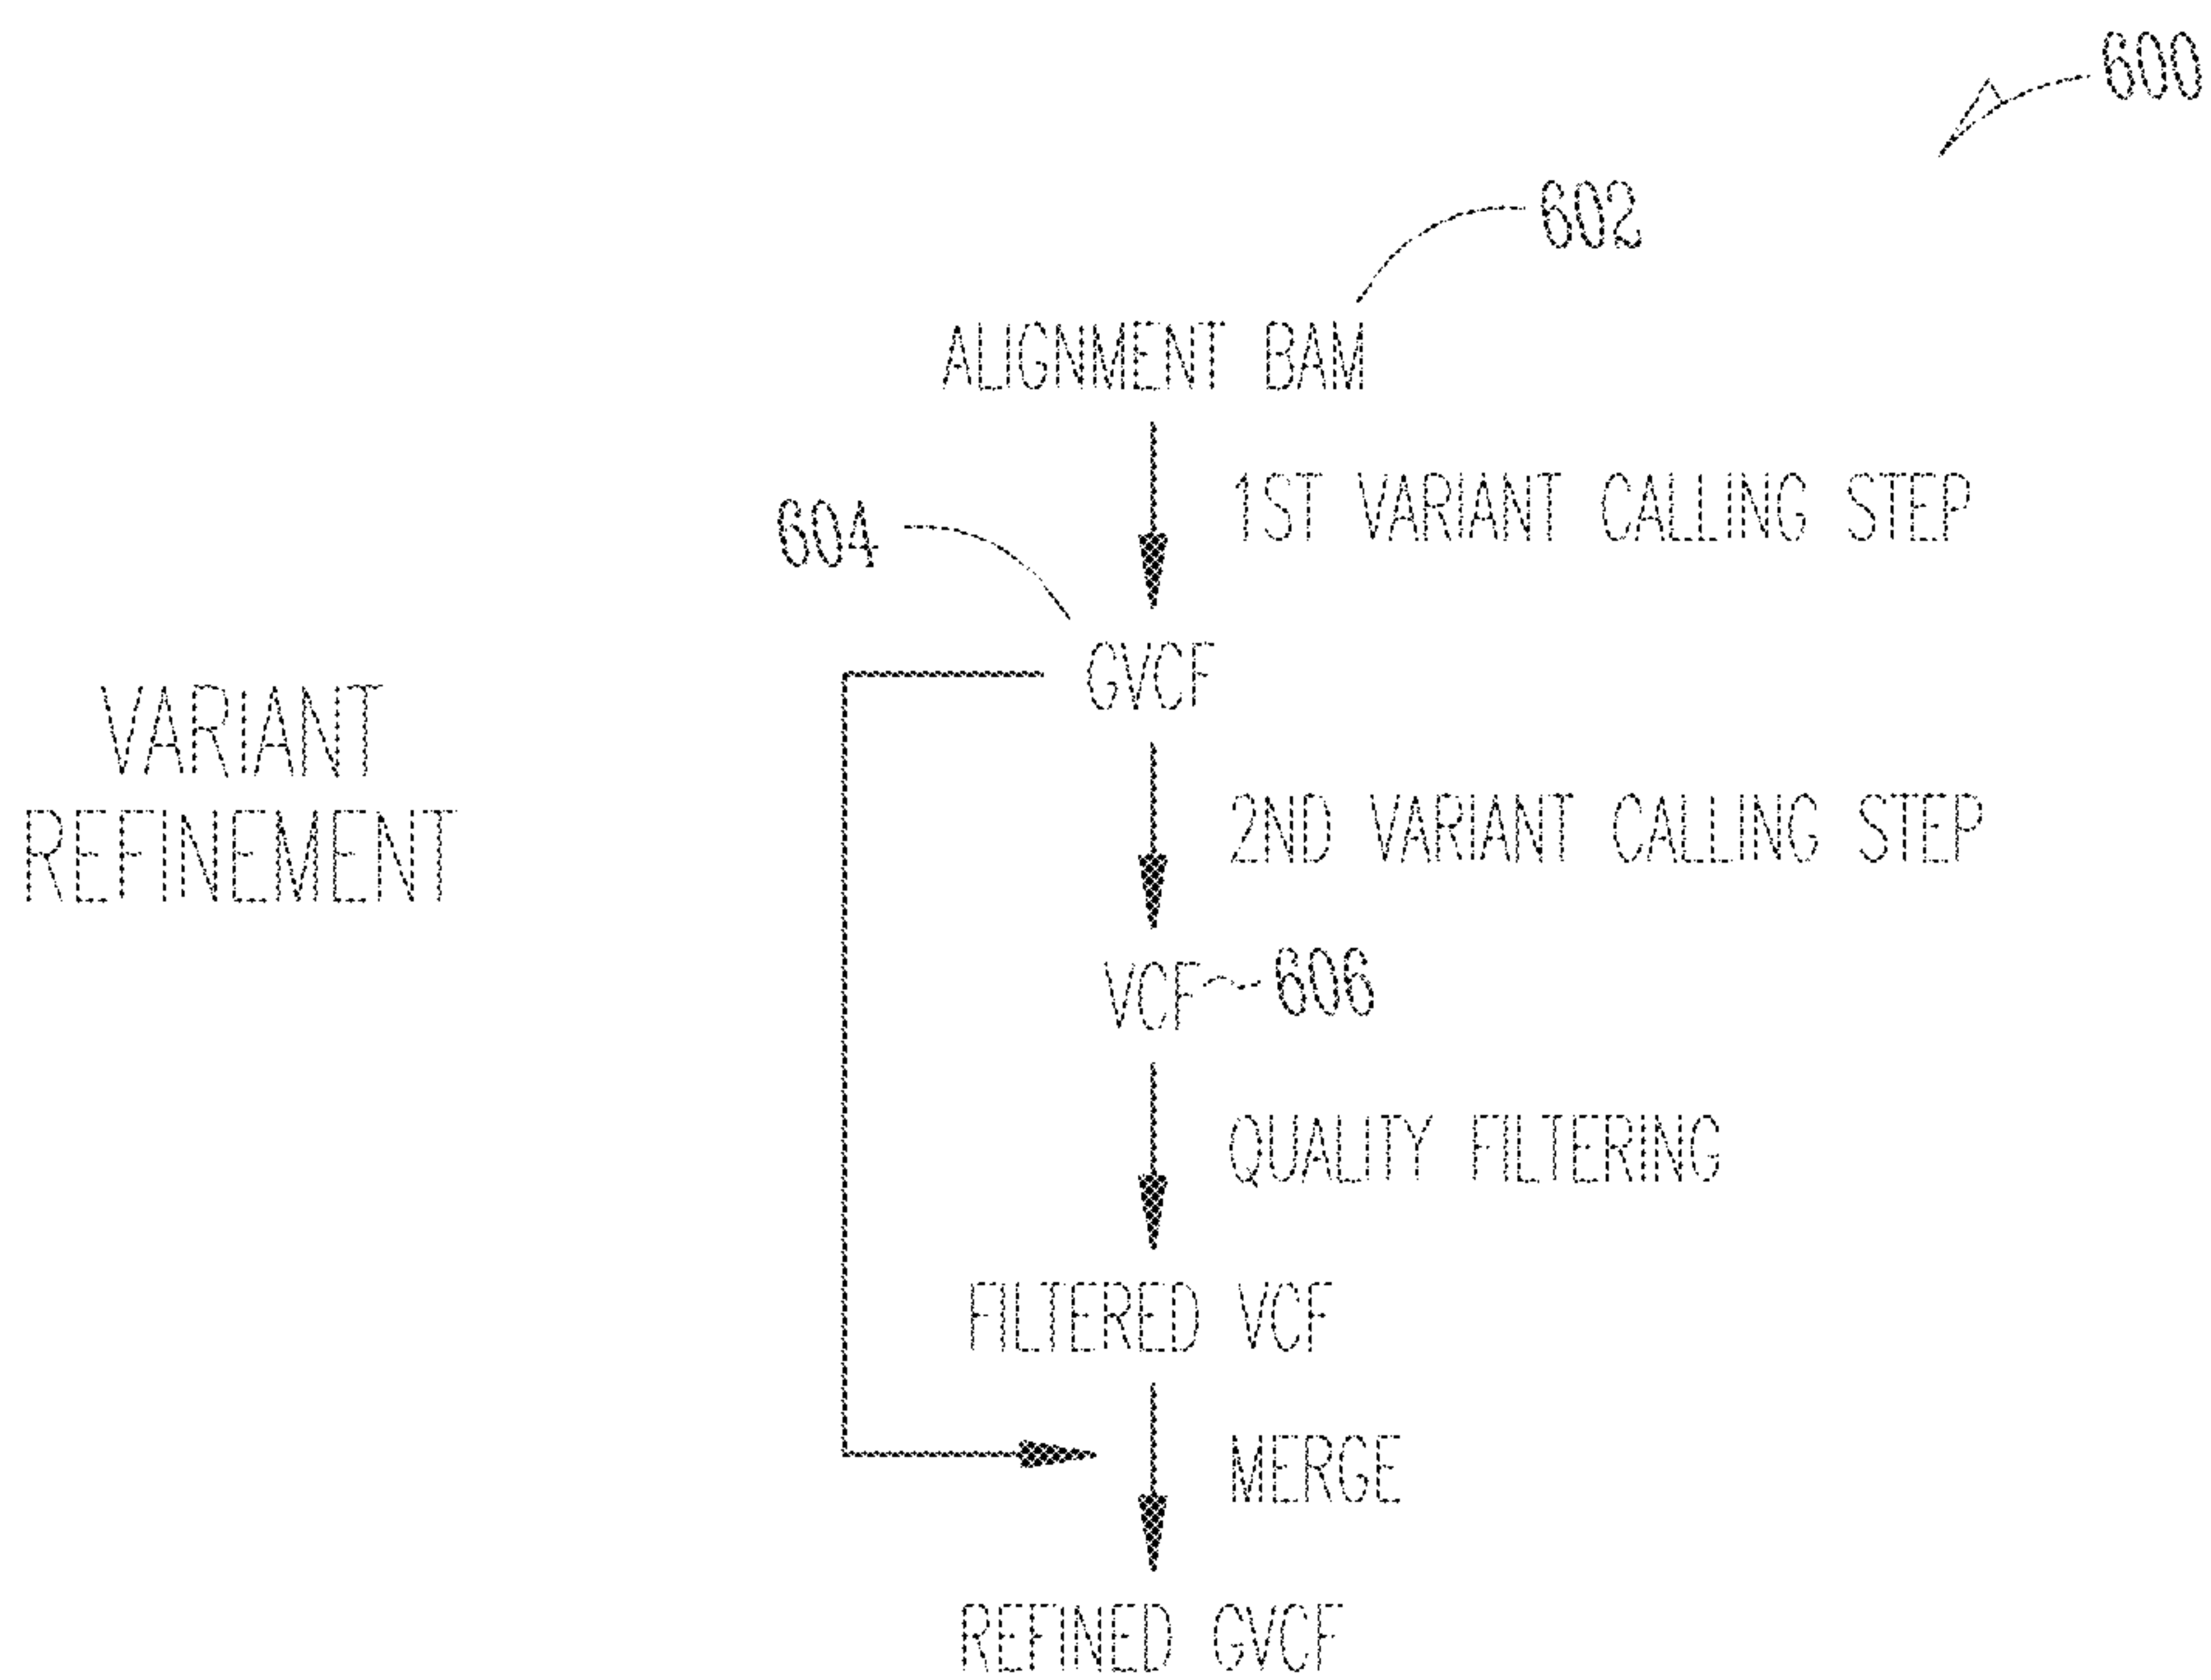 600
602
ALIGNMENT BAM
1ST VARIANT CALLING STEP
604
GVCF
VARIANT
REFINEMENT
2ND VARIANT CALLING STEP
VCF
606
QUALITY FILTERING
FILTERED VCF
MERGE
REFINED GVCF